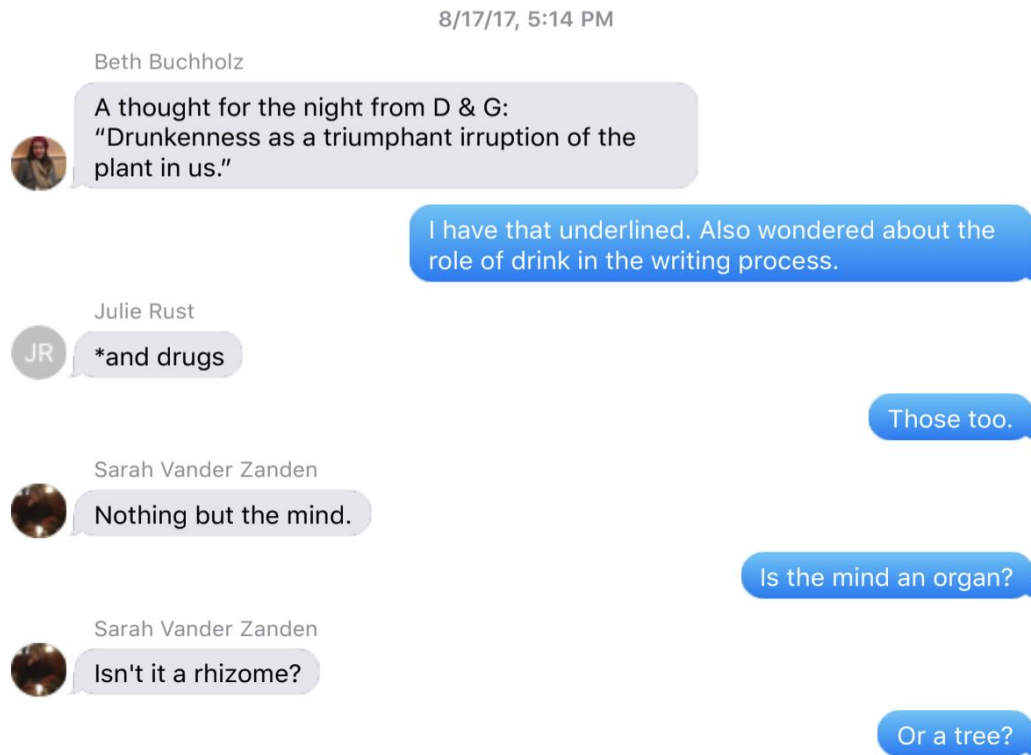 8/17/17, 5:14 PM
Beth Buchholz
A thought for the night from D & G:
“Drunkenness as a triumphant irruption of the
plant in us.”
I have that underlined. Also wondered about the
role of drink in the writing process.
Julie Rust
JR
*and drugs
Those too.
Sarah Vander Zanden
Nothing but the mind.
Is the mind an organ?
Sarah Vander Zanden
Isn't it a rhizome?
Or a tree?